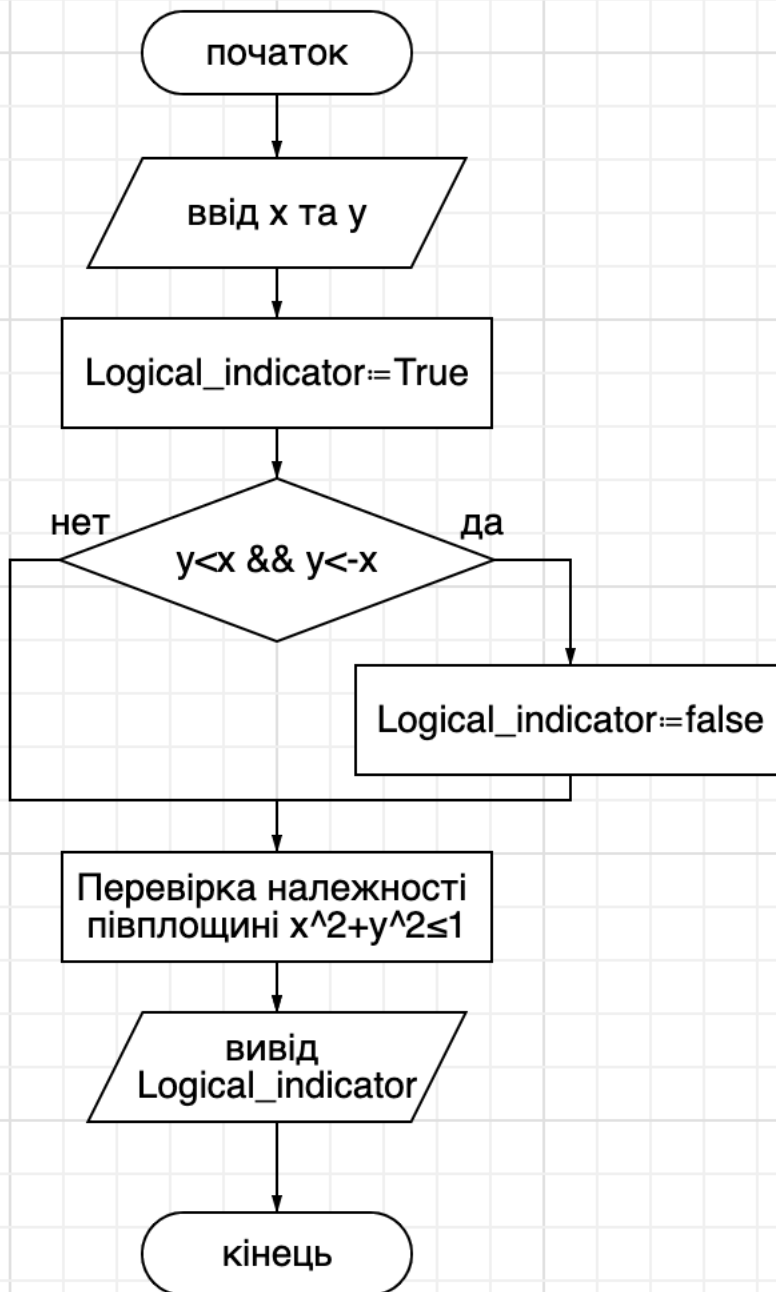 початок
ввід x та y
Logical_indicator:=True
нет
да
y<x && y<-x
Logical_indicator:=false
Перевірка належності
півплощині x^2+y^2≤1
вивід
Logical_indicator
кінець